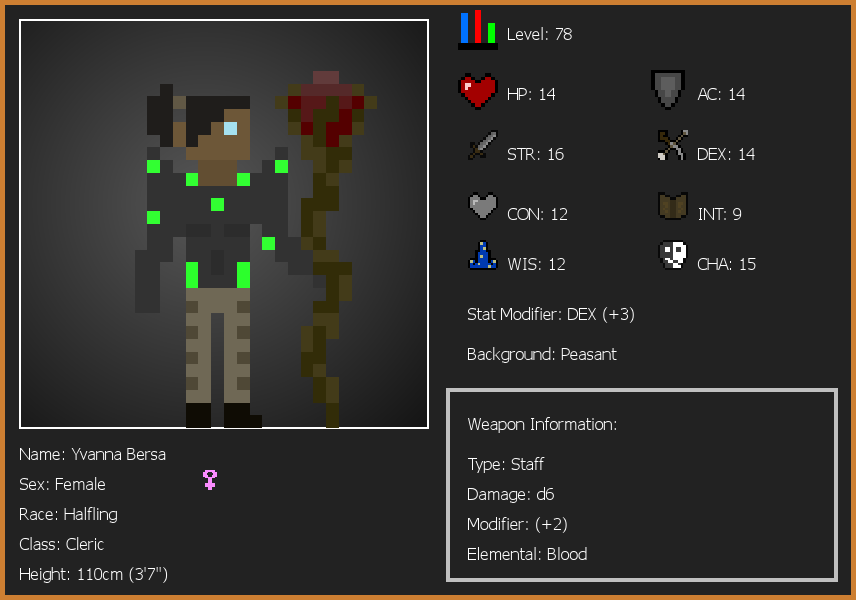 Level: 78
HP: 14
AC: 14
STR: 16
DEX: 14
CON: 12
INT: 9
WIS: 12
CHA: 15
Stat Modifier: DEX (+3)
Background: Peasant
Weapon Information:
Type: Staff
Damage: d6
Modifier: (+2)
Elemental: Blood
Name: Yvanna Bersa
Sex: Female
Race: Halfling
Class: Cleric
Height: 110cm (3'7")